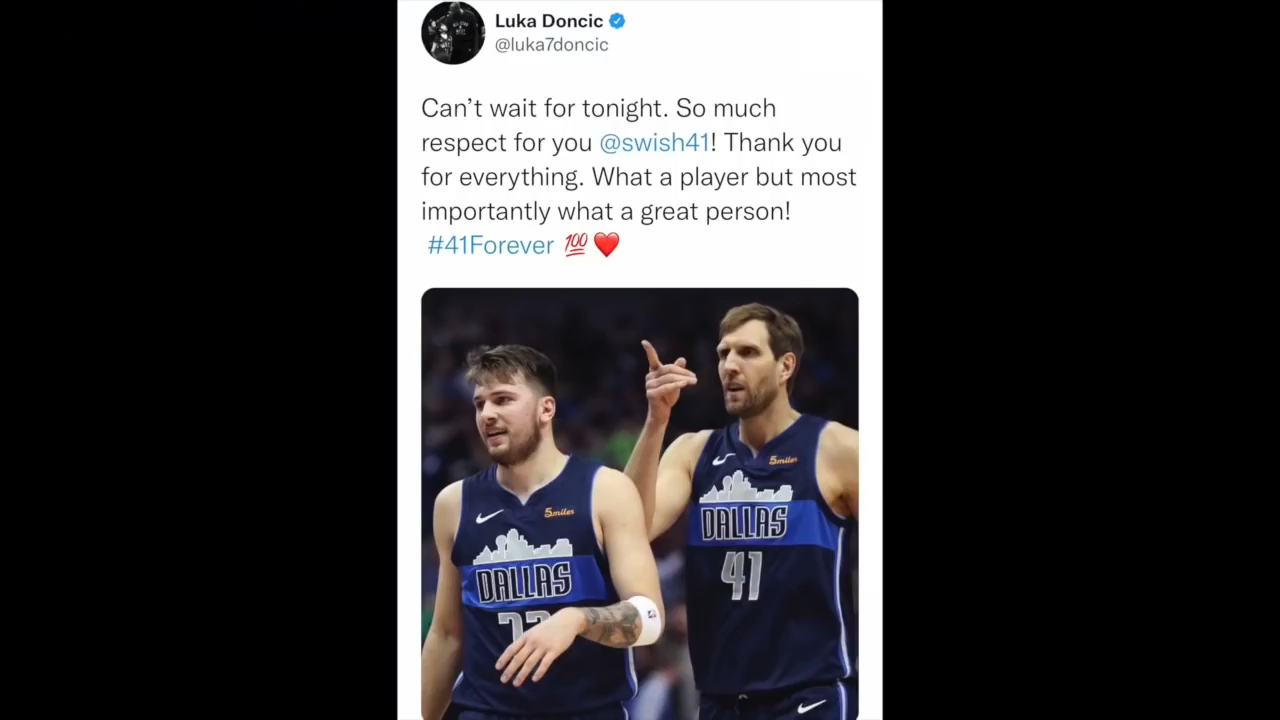 Luka Doncic
@luka7doncic
Can’t wait for tonight. So much
respect for you @swish41! Thank you
for everything. What a player but most
importantly what a great person!
#41Forever 💯❤️
5miles
5miles
DALLAS
41
DALLAS